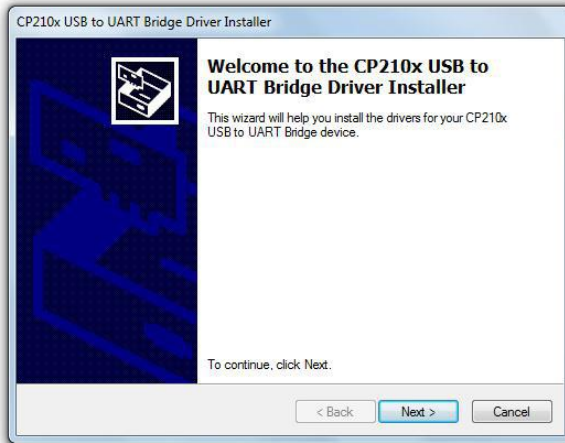 CP210x USB to UART Bridge Driver Installer
Welcome to the CP210x USB to
UART Bridge Driver Installer
This wizard will help you install the drivers for your CP210x
USB to UART Bridge device.
To continue, click Next.
< Back
Next >
Cancel